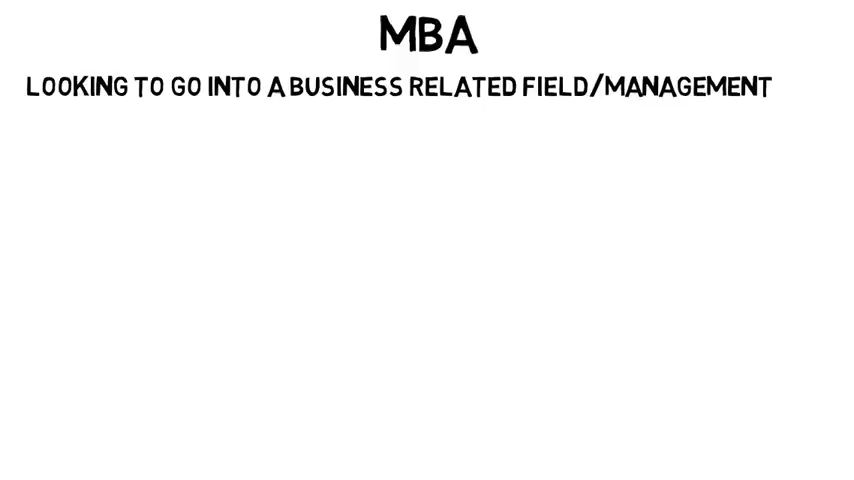 MBA
LOOKING TO GO INTO A BUSINESS RELATED FIELD/MANAGEMENT